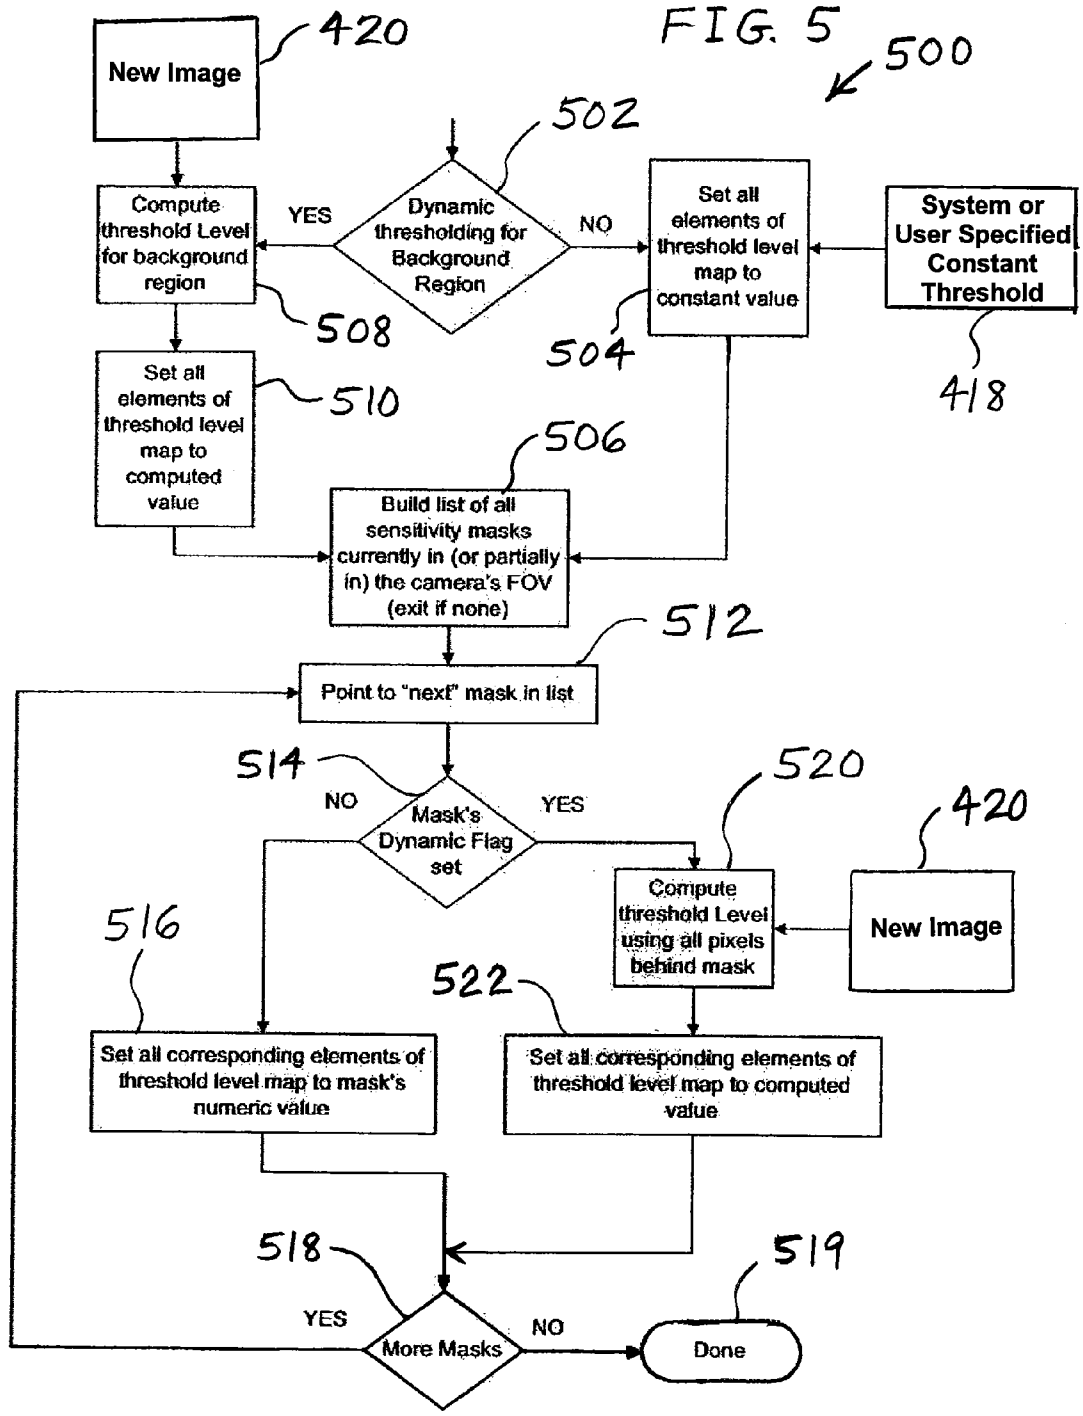 FIG. 5
500
420
New Image
502
Dynamic
thresholding for
Background
Region
YES
NO
Compute
threshold Level
for background
region
508
Set all
elements of
threshold level
map to
constant value
504
System or
User Specified
Constant
Threshold
418
Set all
elements of
threshold level
map to
computed
value
510
506
Build list of all
sensitivity masks
currently in (or partially
in) the camera's FOV
(exit if none)
512
Point to "next" mask in list
514
NO
YES
Mask's
Dynamic Flag
set
520
Compute
threshold Level
using all pixels
behind mask
420
New Image
516
Set all corresponding elements of
threshold level map to mask's
numeric value
522
Set all corresponding elements of
threshold level map to computed
value
518
YES
More Masks
NO
519
Done